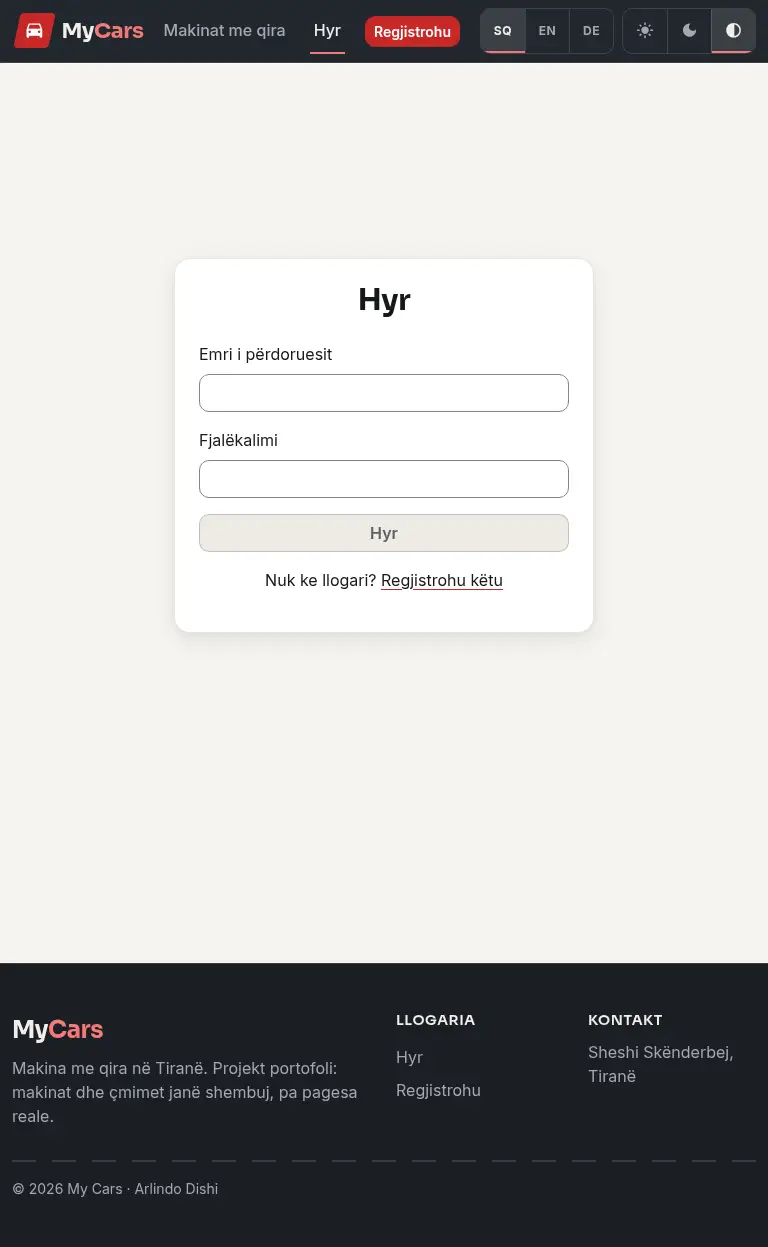 MyCars Makinat me qira Hyr Regjistrohu SQ EN DE
Hyr
Emri i përdoruesit
Fjalëkalimi
Hyr
Nuk ke llogari? Regjistrohu këtu
MyCars
Makina me qira në Tiranë. Projekt portofoli:
makinat dhe çmimet janë shembuj, pa pagesa
reale.
LLOGARIA
Hyr
Regjistrohu
KONTAKT
Sheshi Skënderbej,
Tiranë
© 2026 My Cars · Arlindo Dishi